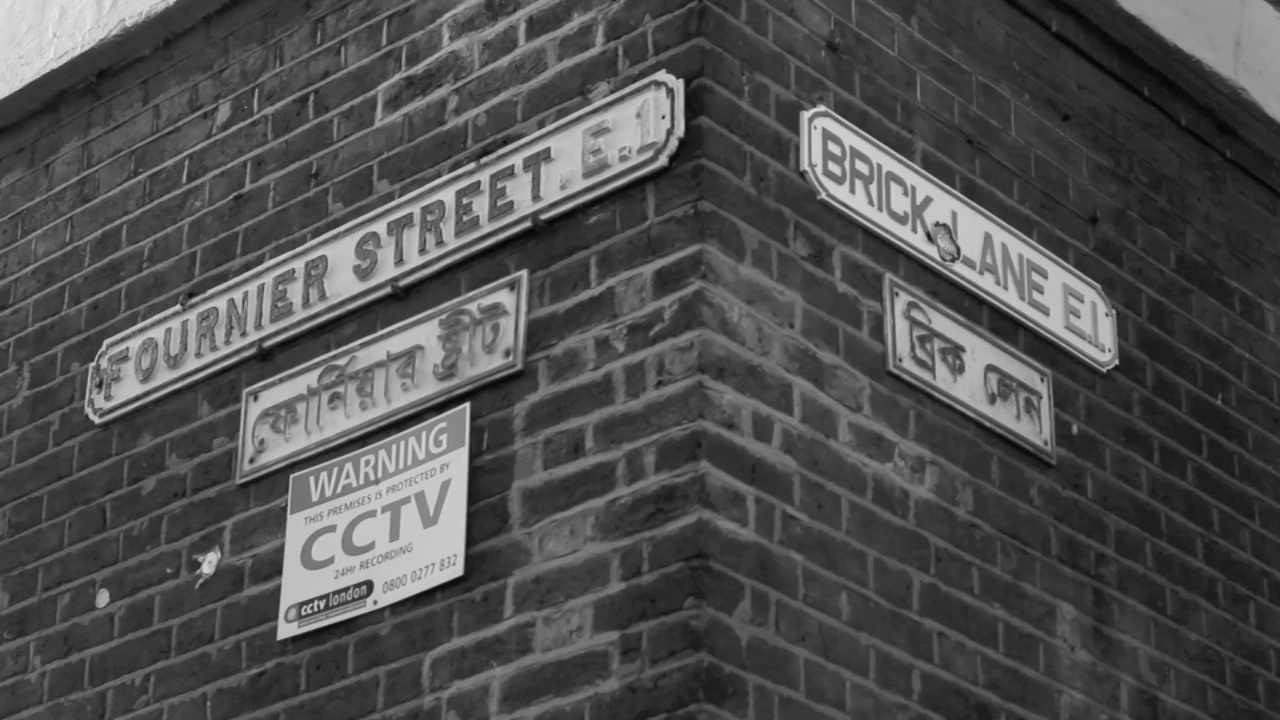 FOURNIER STREET. E.1
ফোর্নিয়ার স্ট্রীট
WARNING
THIS PREMISES IS PROTECTED BY
CCTV
24Hr RECORDING
cctv london
0800 0277 832
BRICK LANE E.1.
ব্রিক লেন